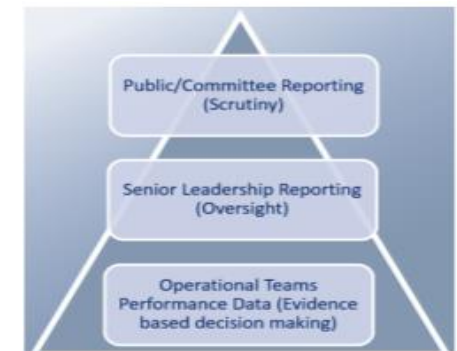 Public/Committee Reporting
(Scrutiny)
Senior Leadership Reporting
(Oversight)
Operational Teams
Performance Data (Evidence
based decision making)